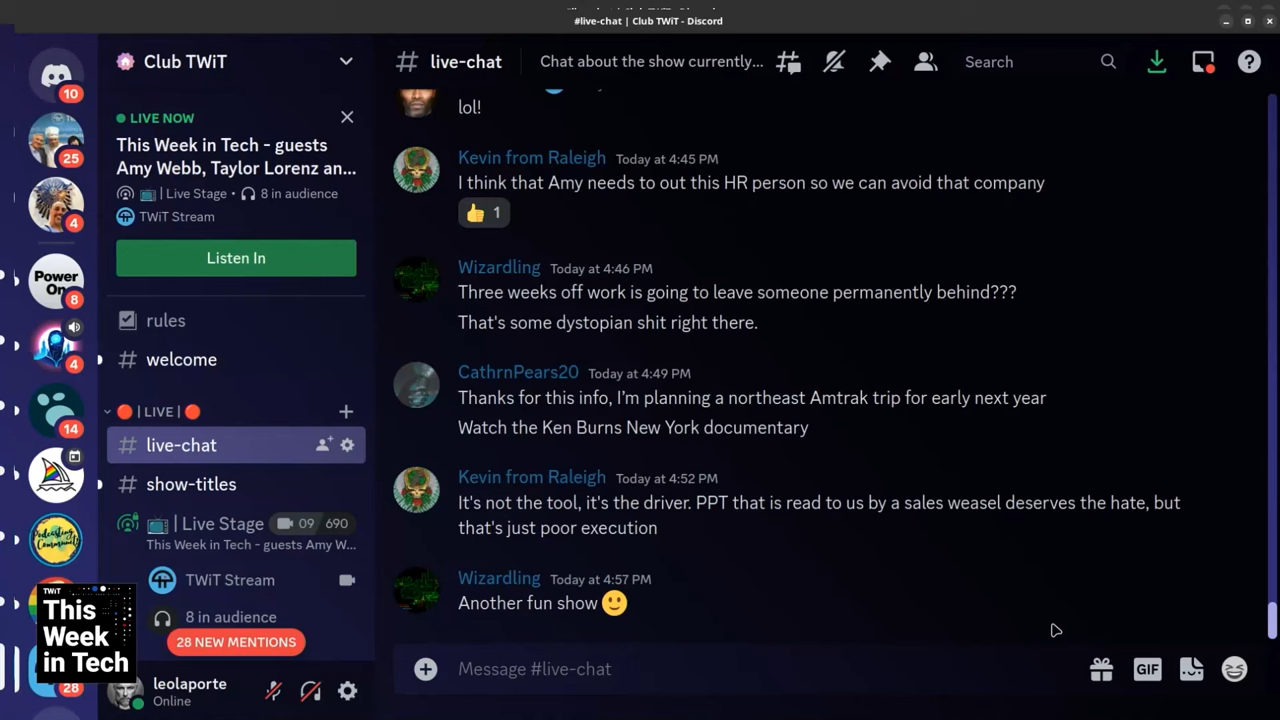 #live-chat | Club TWiT - Discord
10
25
4
Power
On
8
4
14
28
Club TWiT
LIVE NOW
This Week in Tech - guests
Amy Webb, Taylor Lorenz an...
| Live Stage • 8 in audience
TWiT Stream
Listen In
rules
# welcome
| LIVE |
# live-chat
# show-titles
| Live Stage 09 690
This Week in Tech - guests Amy W...
TWiT Stream
8 in audience
28 NEW MENTIONS
TWiT
This
Week
in Tech
leolaporte
Online
# live-chat
Chat about the show currently...
Search
lol!
Kevin from Raleigh Today at 4:45 PM
I think that Amy needs to out this HR person so we can avoid that company
1
Wizardling Today at 4:46 PM
Three weeks off work is going to leave someone permanently behind???
That's some dystopian shit right there.
CathrnPears20 Today at 4:49 PM
Thanks for this info, I'm planning a northeast Amtrak trip for early next year
Watch the Ken Burns New York documentary
Kevin from Raleigh Today at 4:52 PM
It's not the tool, it's the driver. PPT that is read to us by a sales weasel deserves the hate, but
that's just poor execution
Wizardling Today at 4:57 PM
Another fun show
Message #live-chat
GIF